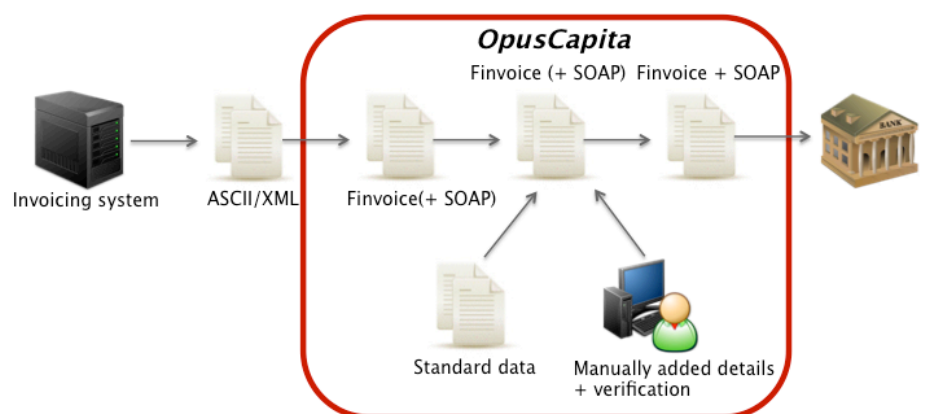 OpusCapita
Finvoice (+ SOAP)
Finvoice + SOAP
BANK
Invoicing system
ASCII/XML
Finvoice(+ SOAP)
Standard data
Manually added details
+ verification